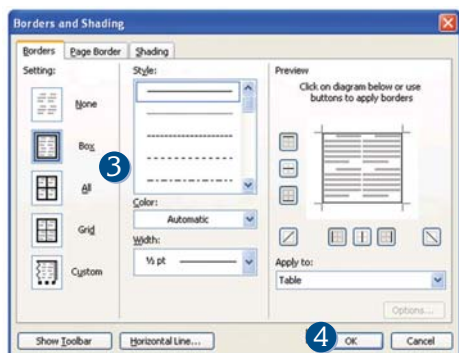 Borders and Shading
Borders
Page Border
Shading
Setting:
None
Box
All
Grid
Custom
3
Style:
Color:
Automatic
Width:
½ pt
Preview
Click on diagram below or use
buttons to apply borders
Apply to:
Table
Options...
Show Toolbar
Horizontal Line...
4
OK
Cancel